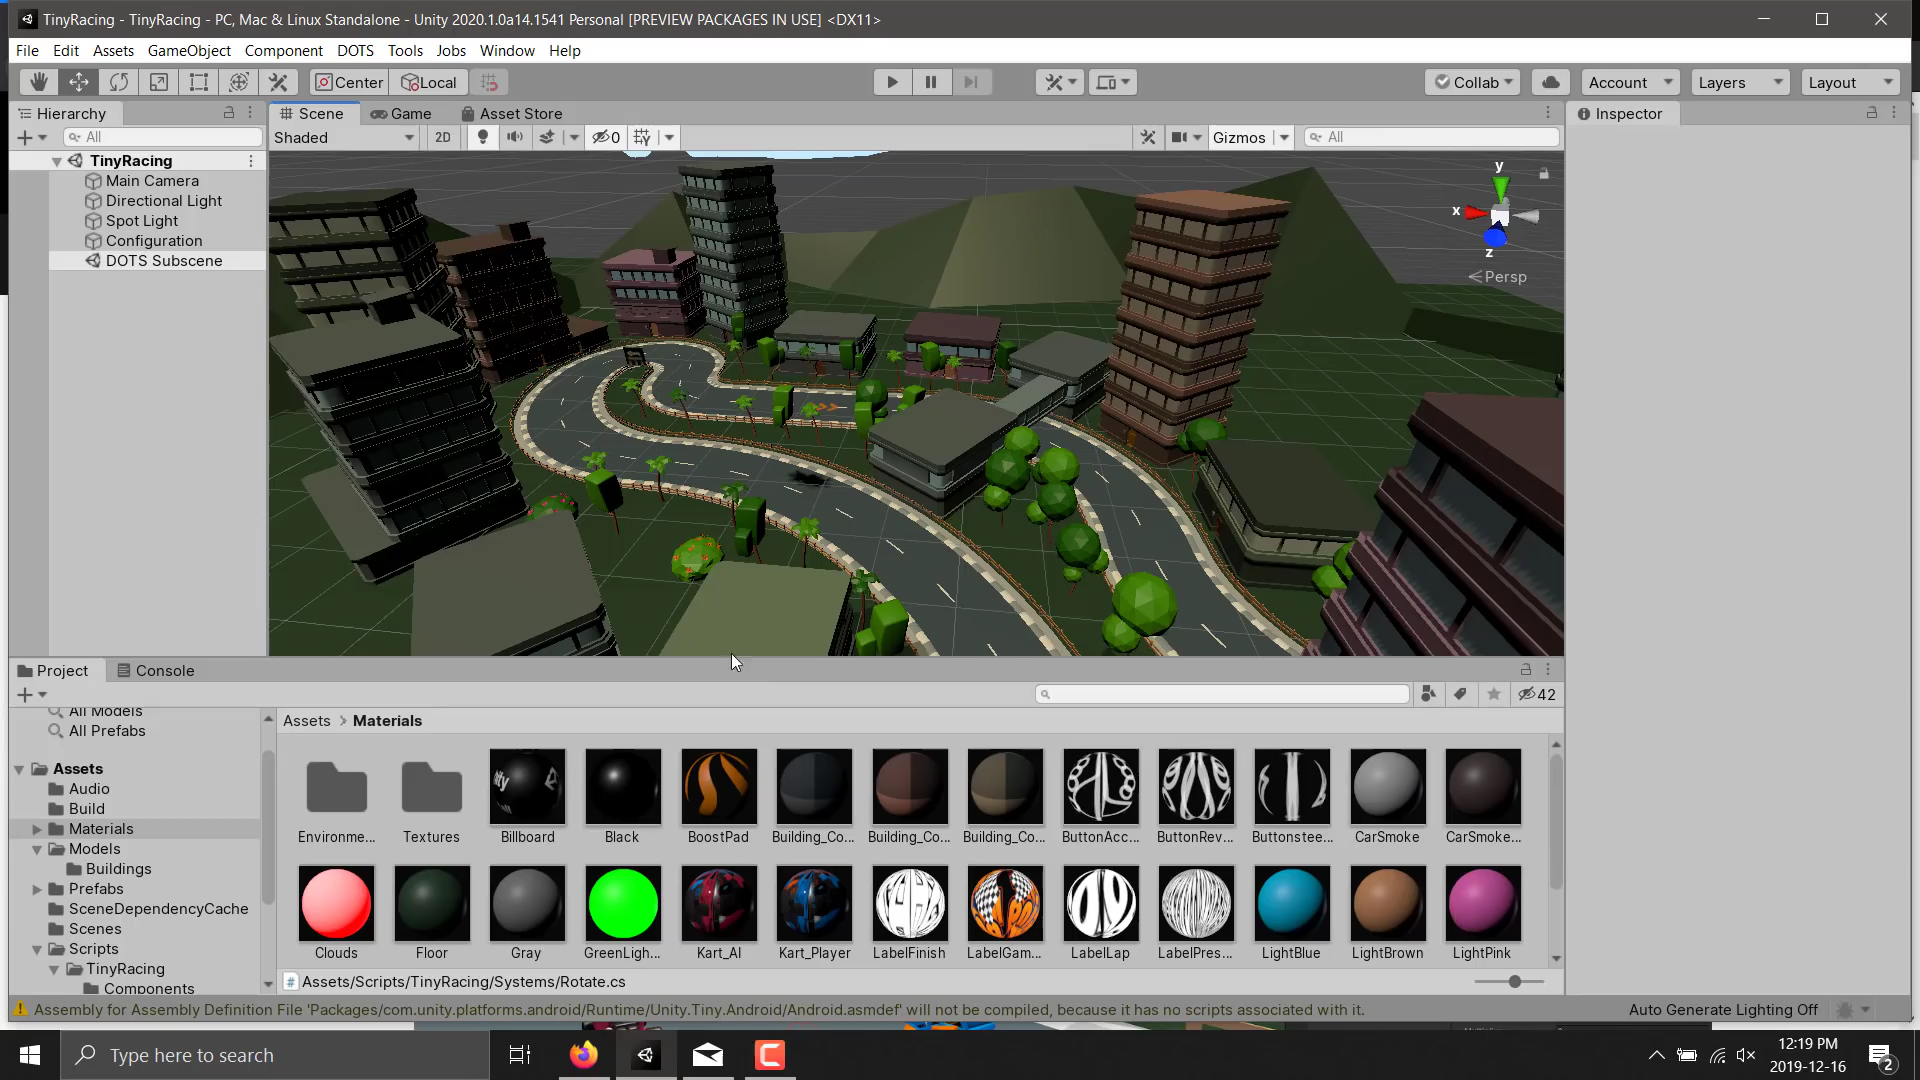 TinyRacing - TinyRacing - PC, Mac & Linux Standalone - Unity 2020.1.0a14.1541 Personal [PREVIEW PACKAGES IN USE] <DX11>
File Edit Assets GameObject Component DOTS Tools Jobs Window Help
Center Local Collab Account Layers Layout
Hierarchy
All
TinyRacing
Main Camera
Directional Light
Spot Light
Configuration
DOTS Subscene
Scene Game Asset Store
Shaded 2D 0 Gizmos All
y
x
z
Persp
Inspector
Project Console
42
All Models
All Prefabs
Assets
Audio
Build
Materials
Models
Buildings
Prefabs
SceneDependencyCache
Scenes
Scripts
TinyRacing
Components
Assets > Materials
Environme... Textures Billboard Black BoostPad Building_Co... Building_Co... Building_Co... ButtonAcc... ButtonRev... Buttonstee... CarSmoke CarSmoke...
Clouds Floor Gray GreenLigh... Kart_AI Kart_Player LabelFinish LabelGam... LabelLap LabelPres... LightBlue LightBrown LightPink
Assets/Scripts/TinyRacing/Systems/Rotate.cs
Assembly for Assembly Definition File 'Packages/com.unity.platforms.android/Runtime/Unity.Tiny.Android/Android.asmdef' will not be compiled, because it has no scripts associated with it.
Auto Generate Lighting Off
Type here to search
12:19 PM
2019-12-16
2